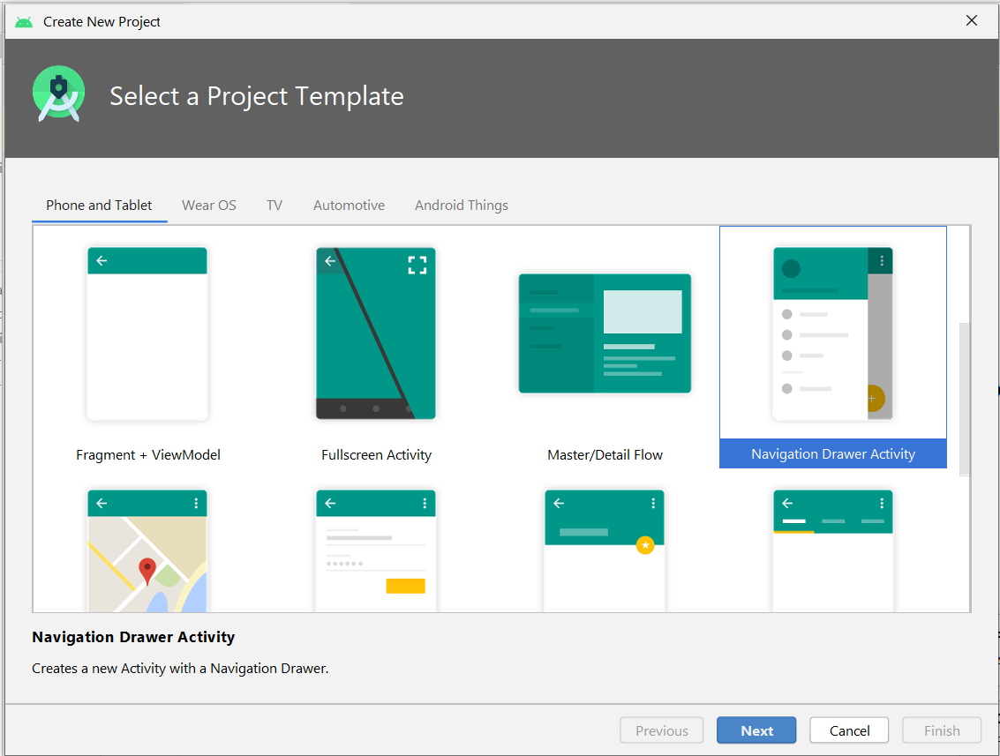 Create New Project
Select a Project Template
Phone and Tablet Wear OS TV Automotive Android Things
Fragment + ViewModel Fullscreen Activity Master/Detail Flow Navigation Drawer Activity
Navigation Drawer Activity
Creates a new Activity with a Navigation Drawer.
Previous Next Cancel Finish